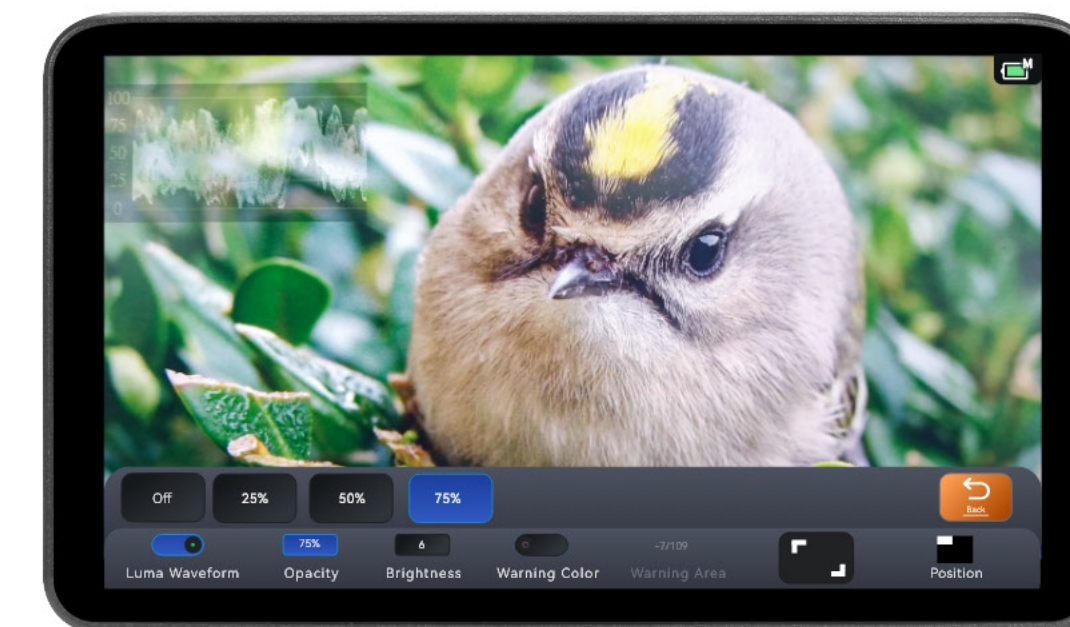 M
100
75
50
25
0
Off 25% 50% 75%
Back
75% 6 -7/109
Luma Waveform Opacity Brightness Warning Color Warning Area Position